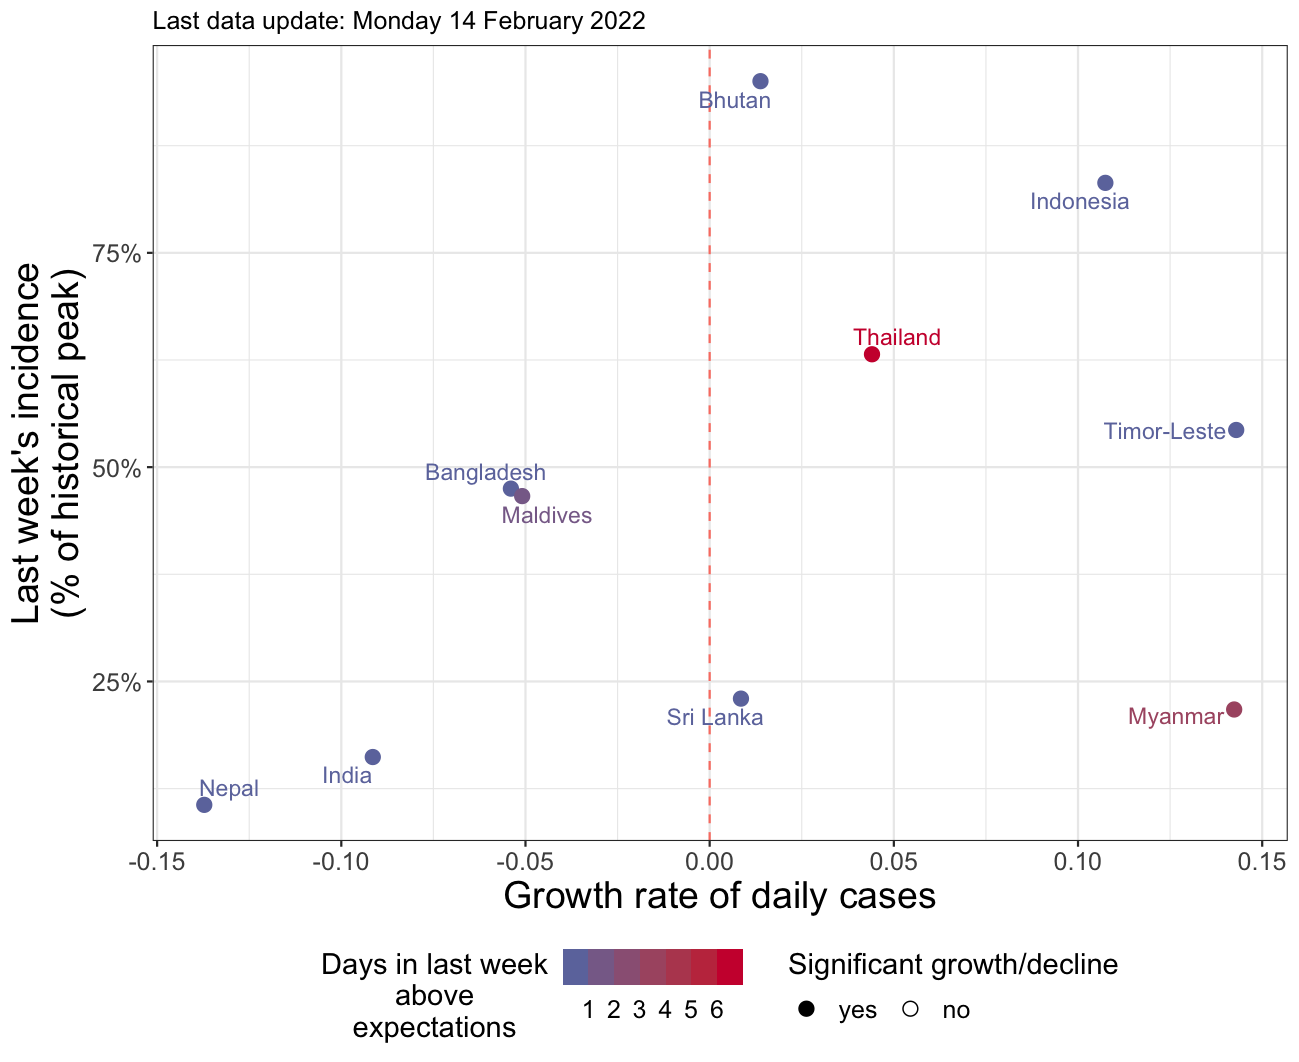 Last data update: Monday 14 February 2022
Bhutan
Indonesia
75%
Thailand
Timor-Leste
50%
Bangladesh
Maldives
25%
Sri Lanka
Myanmar
India
Nepal
Last week's incidence
(% of historical peak)
-0.15 -0.10 -0.05 0.00 0.05 0.10 0.15
Growth rate of daily cases
Days in last week
above
expectations
1 2 3 4 5 6
Significant growth/decline
yes no